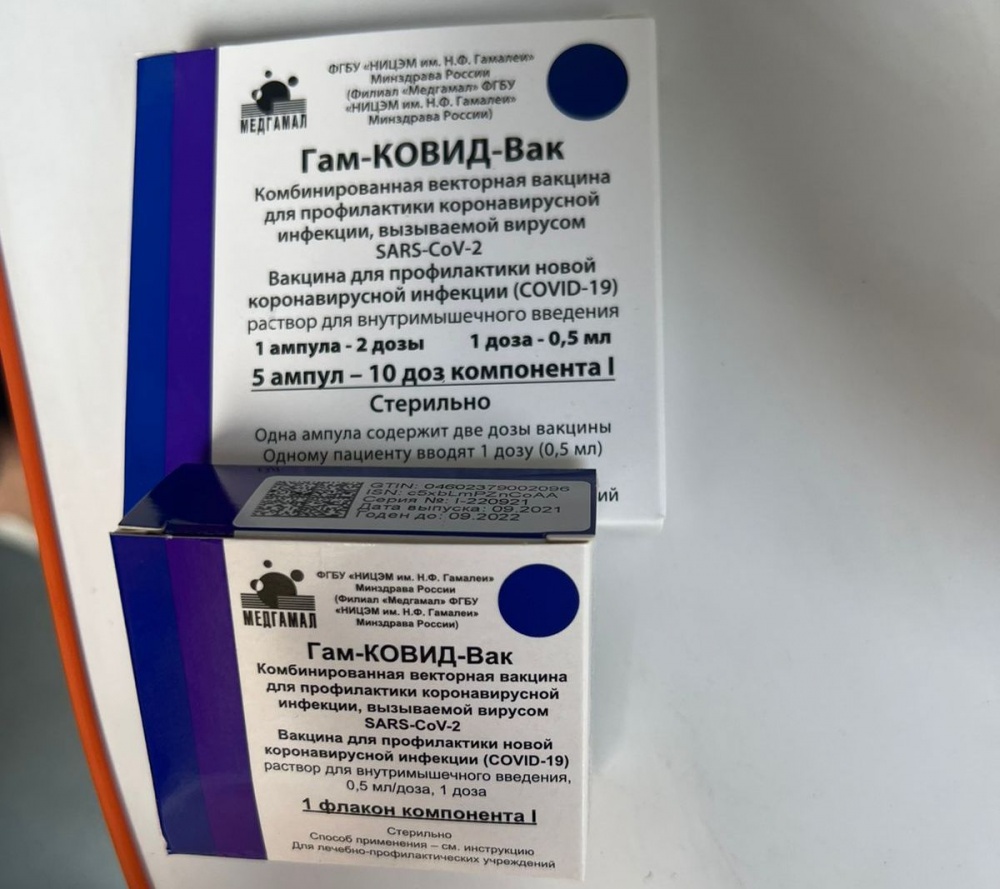 МЕДГАМАЛ
ФГБУ «НИЦЭМ им. Н.Ф. Гамалеи»
Минздрава России
(Филиал «Медгамал» ФГБУ
«НИЦЭМ им. Н.Ф. Гамалеи»
Минздрава России)
Гам-КОВИД-Вак
Комбинированная векторная вакцина
для профилактики коронавирусной
инфекции, вызываемой вирусом
SARS-CoV-2
Вакцина для профилактики новой
коронавирусной инфекции (COVID-19)
раствор для внутримышечного введения
1 ампула - 2 дозы 1 доза - 0,5 мл
5 ампул – 10 доз компонента I
Стерильно
Одна ампула содержит две дозы вакцины
Одному пациенту вводят 1 дозу (0,5 мл)
ий
GTIN: 04602379002096
ISN: c5xbLmPZnCoAA
Серия №: I-220921
Дата выпуска: 09.2021
Годен до: 09.2022
МЕДГАМАЛ
ФГБУ «НИЦЭМ им. Н.Ф. Гамалеи»
Минздрава России
(Филиал «Медгамал» ФГБУ
«НИЦЭМ им. Н.Ф. Гамалеи»
Минздрава России)
Гам-КОВИД-Вак
Комбинированная векторная вакцина
для профилактики коронавирусной
инфекции, вызываемой вирусом
SARS-CoV-2
Вакцина для профилактики новой
коронавирусной инфекции (COVID-19)
раствор для внутримышечного введения,
0,5 мл/доза, 1 доза
1 флакон компонента I
Стерильно
Способ применения – см. инструкцию
Для лечебно-профилактических учреждений